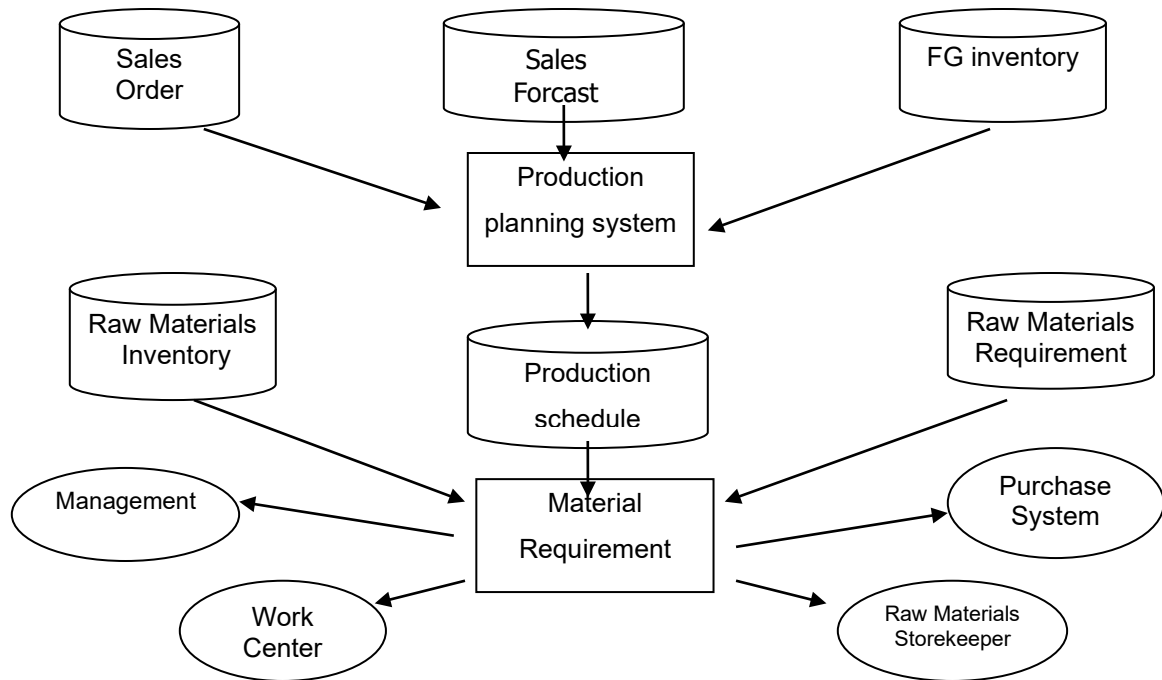 Sales
Order
Sales
Forcast
FG inventory
Production
planning system
Raw Materials
Inventory
Production
schedule
Raw Materials
Requirement
Management
Material
Requirement
Purchase
System
Work
Center
Raw Materials
Storekeeper